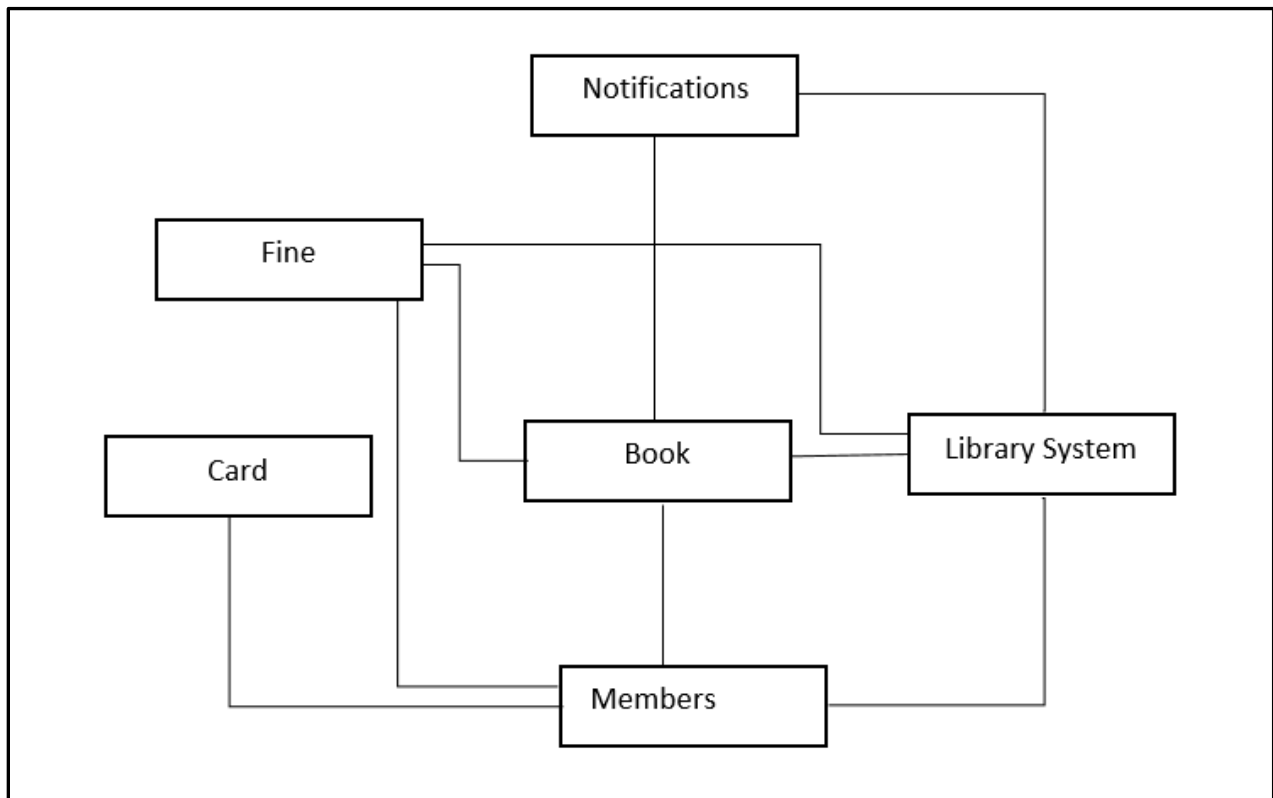 Notifications
Fine
Book
Library System
Card
Members